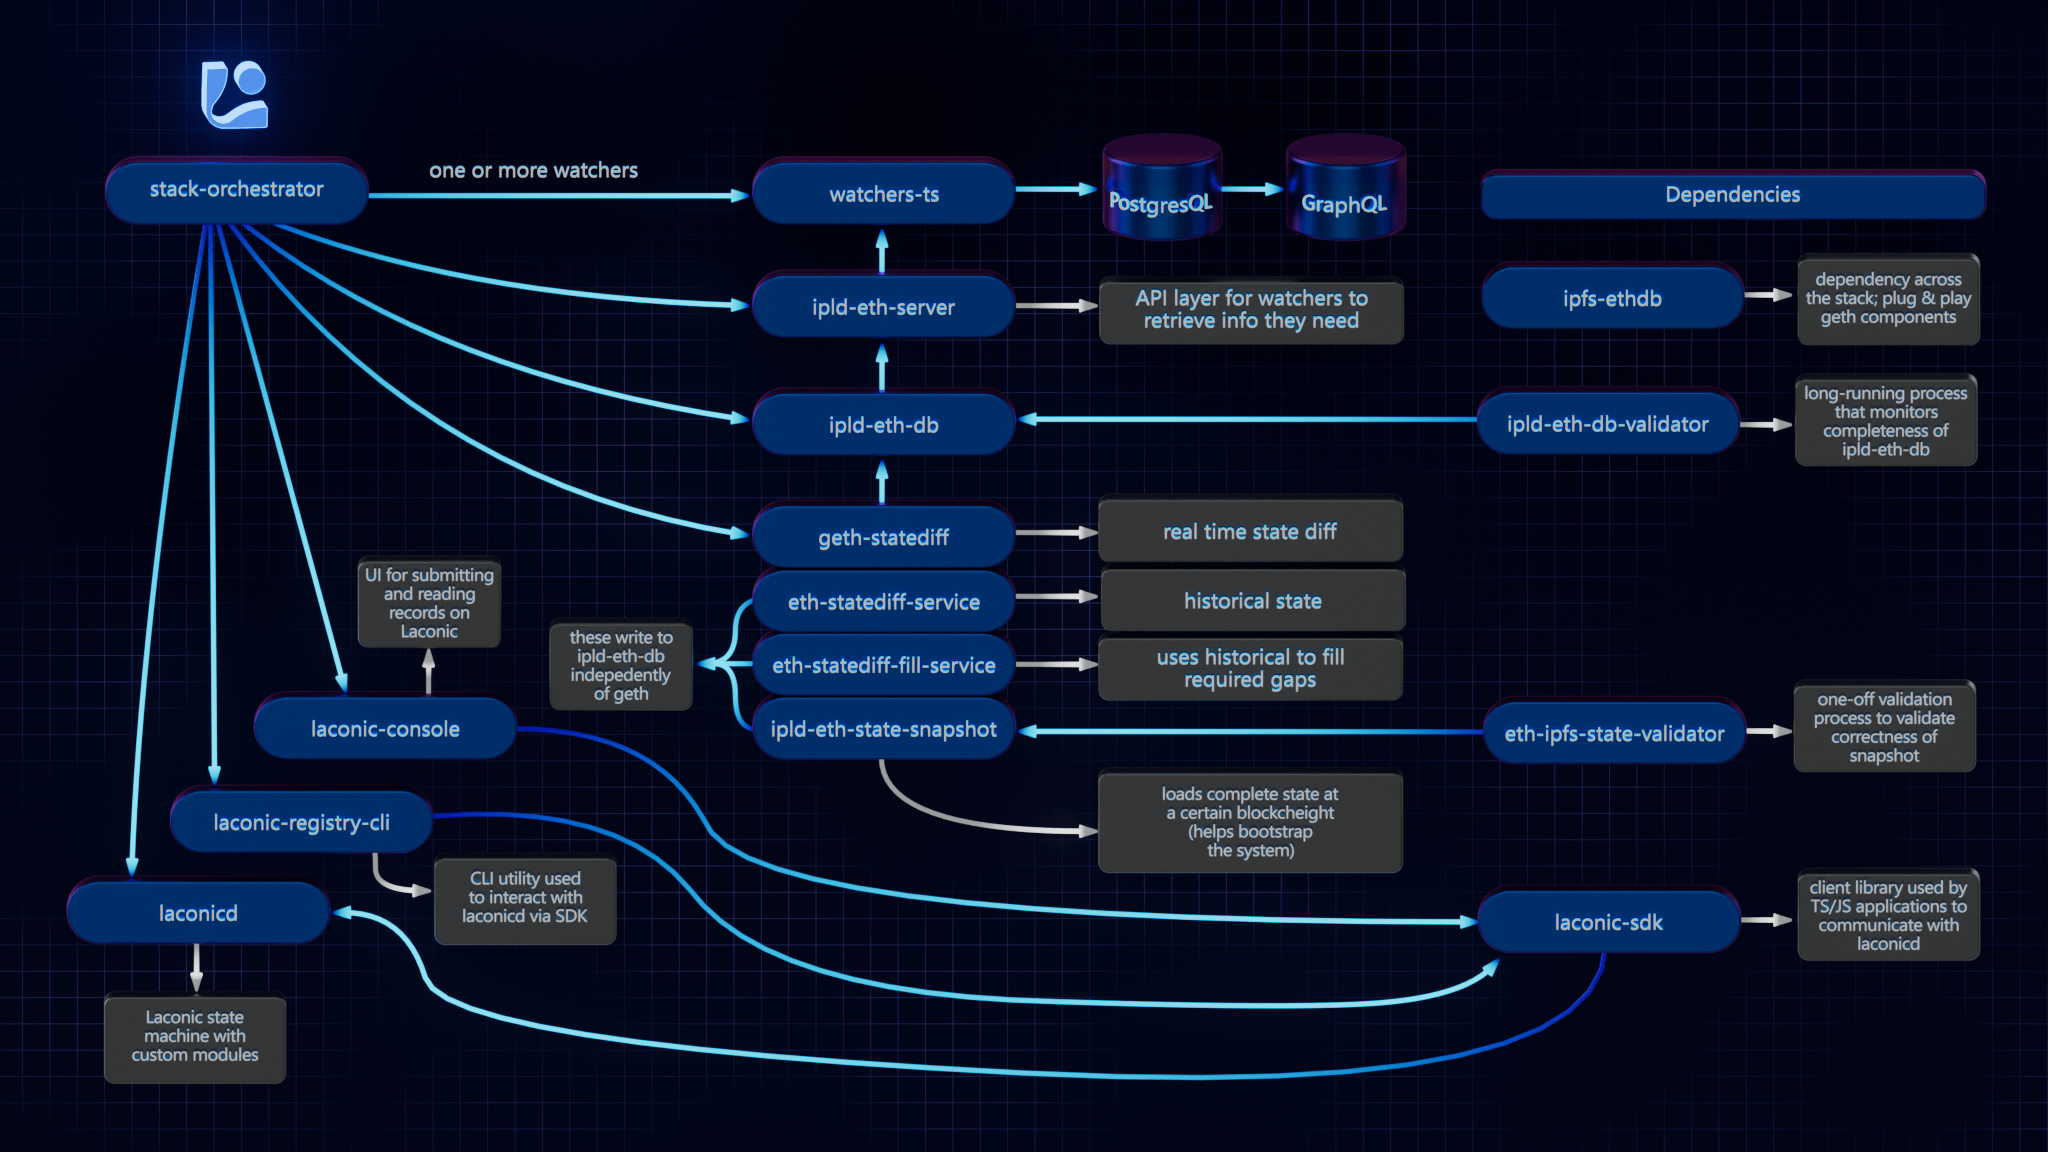 stack-orchestrator
one or more watchers
watchers-ts
PostgresQL
GraphQL
Dependencies
ipld-eth-server
API layer for watchers to
retrieve info they need
ipfs-ethdb
dependency across
the stack; plug & play
geth components
ipld-eth-db
ipld-eth-db-validator
long-running process
that monitors
completeness of
ipld-eth-db
geth-statediff
real time state diff
eth-statediff-service
historical state
UI for submitting
and reading
records on
Laconic
these write to
ipld-eth-db
indepedently
of geth
eth-statediff-fill-service
uses historical to fill
required gaps
laconic-console
ipld-eth-state-snapshot
eth-ipfs-state-validator
one-off validation
process to validate
correctness of
snapshot
loads complete state at
a certain blockcheight
(helps bootstrap
the system)
laconic-registry-cli
CLI utility used
to interact with
laconicd via SDK
laconicd
laconic-sdk
client library used by
TS/JS applications to
communicate with
laconicd
Laconic state
machine with
custom modules